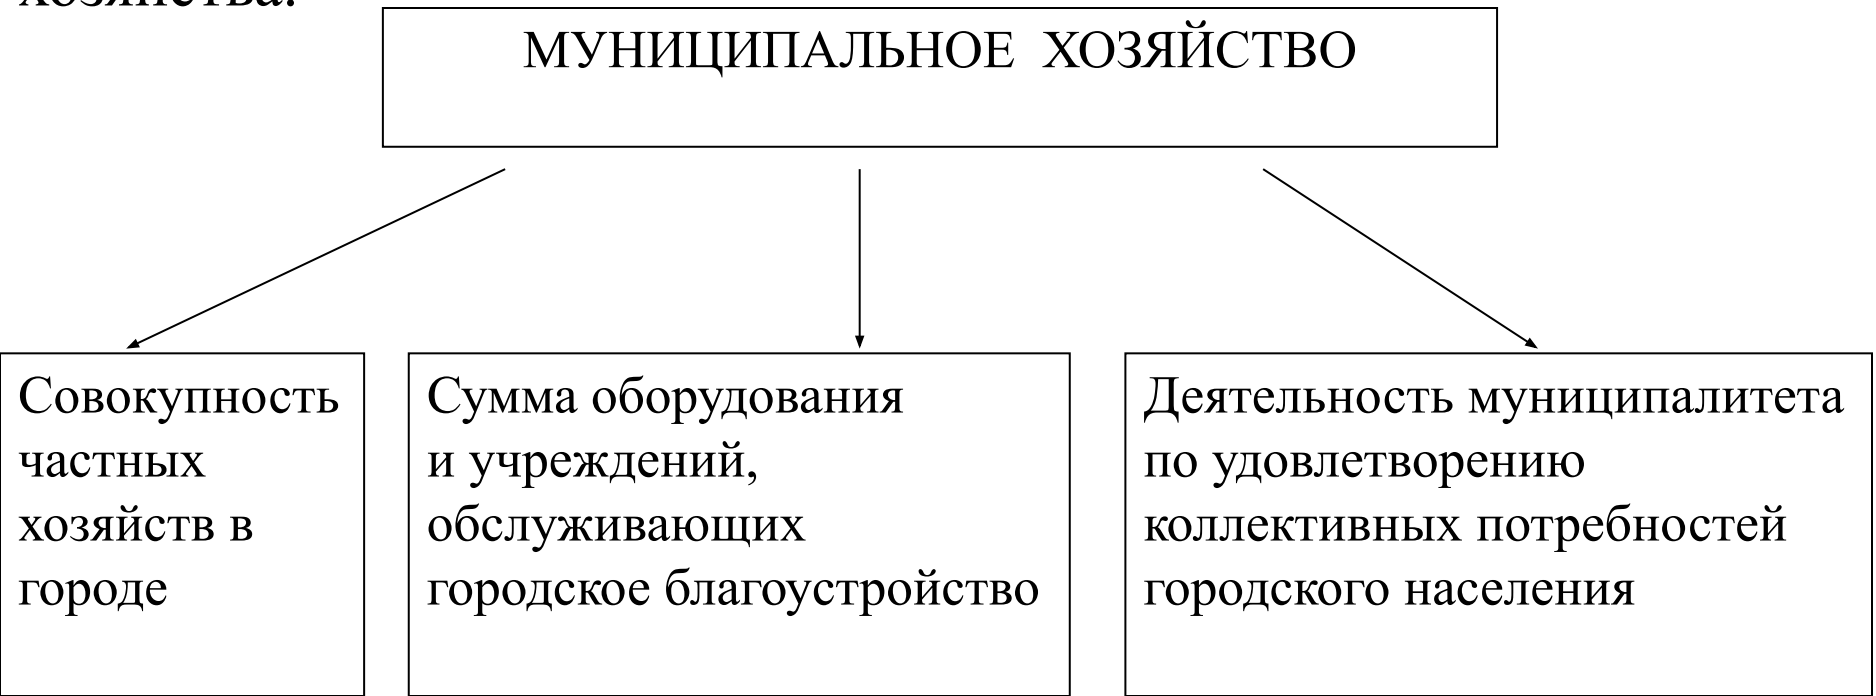 хозяйства.
МУНИЦИПАЛЬНОЕ ХОЗЯЙСТВО
Совокупность
частных
хозяйств в
городе
Сумма оборудования
и учреждений,
обслуживающих
городское благоустройство
Деятельность муниципалитета
по удовлетворению
коллективных потребностей
городского населения